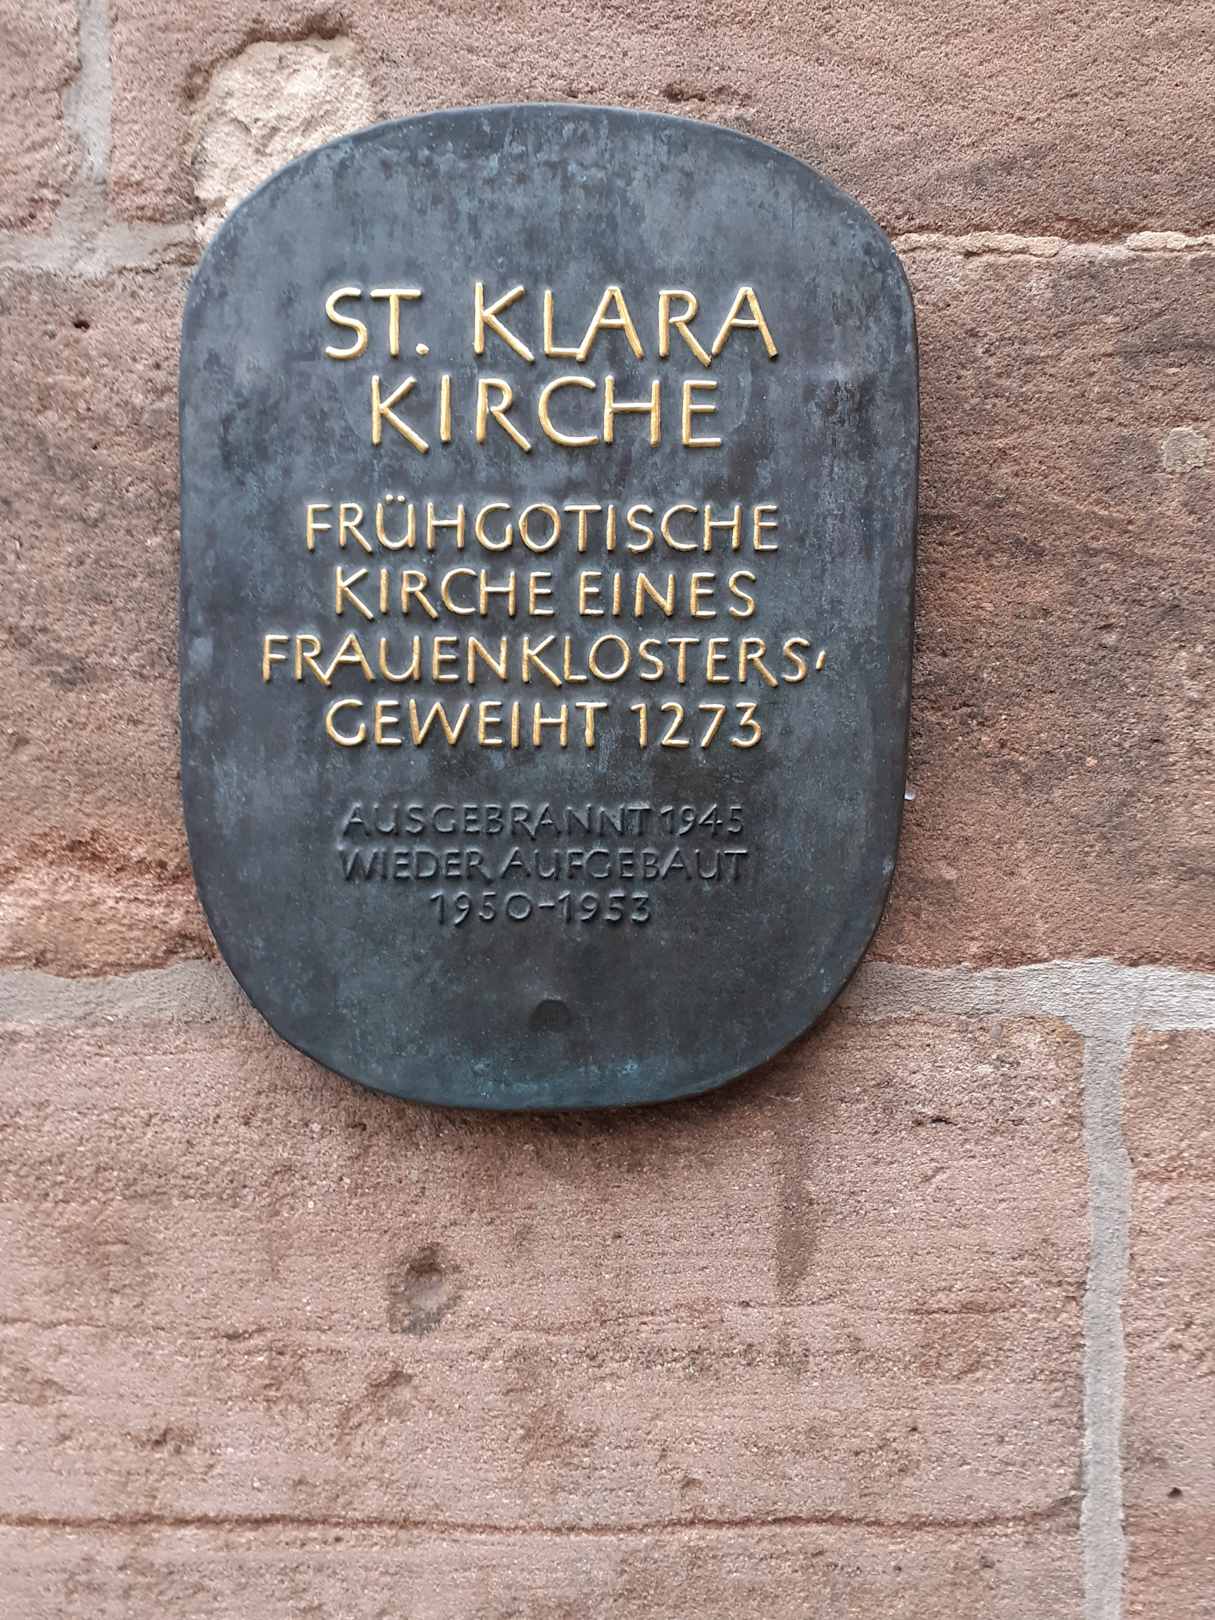 ST. KLARA
KIRCHE
FRÜHGOTISCHE
KIRCHE EINES
FRAUENKLOSTERS,
GEWEIHT 1273
AUSGEBRANNT 1945
WIEDER AUFGEBAUT
1950-1953